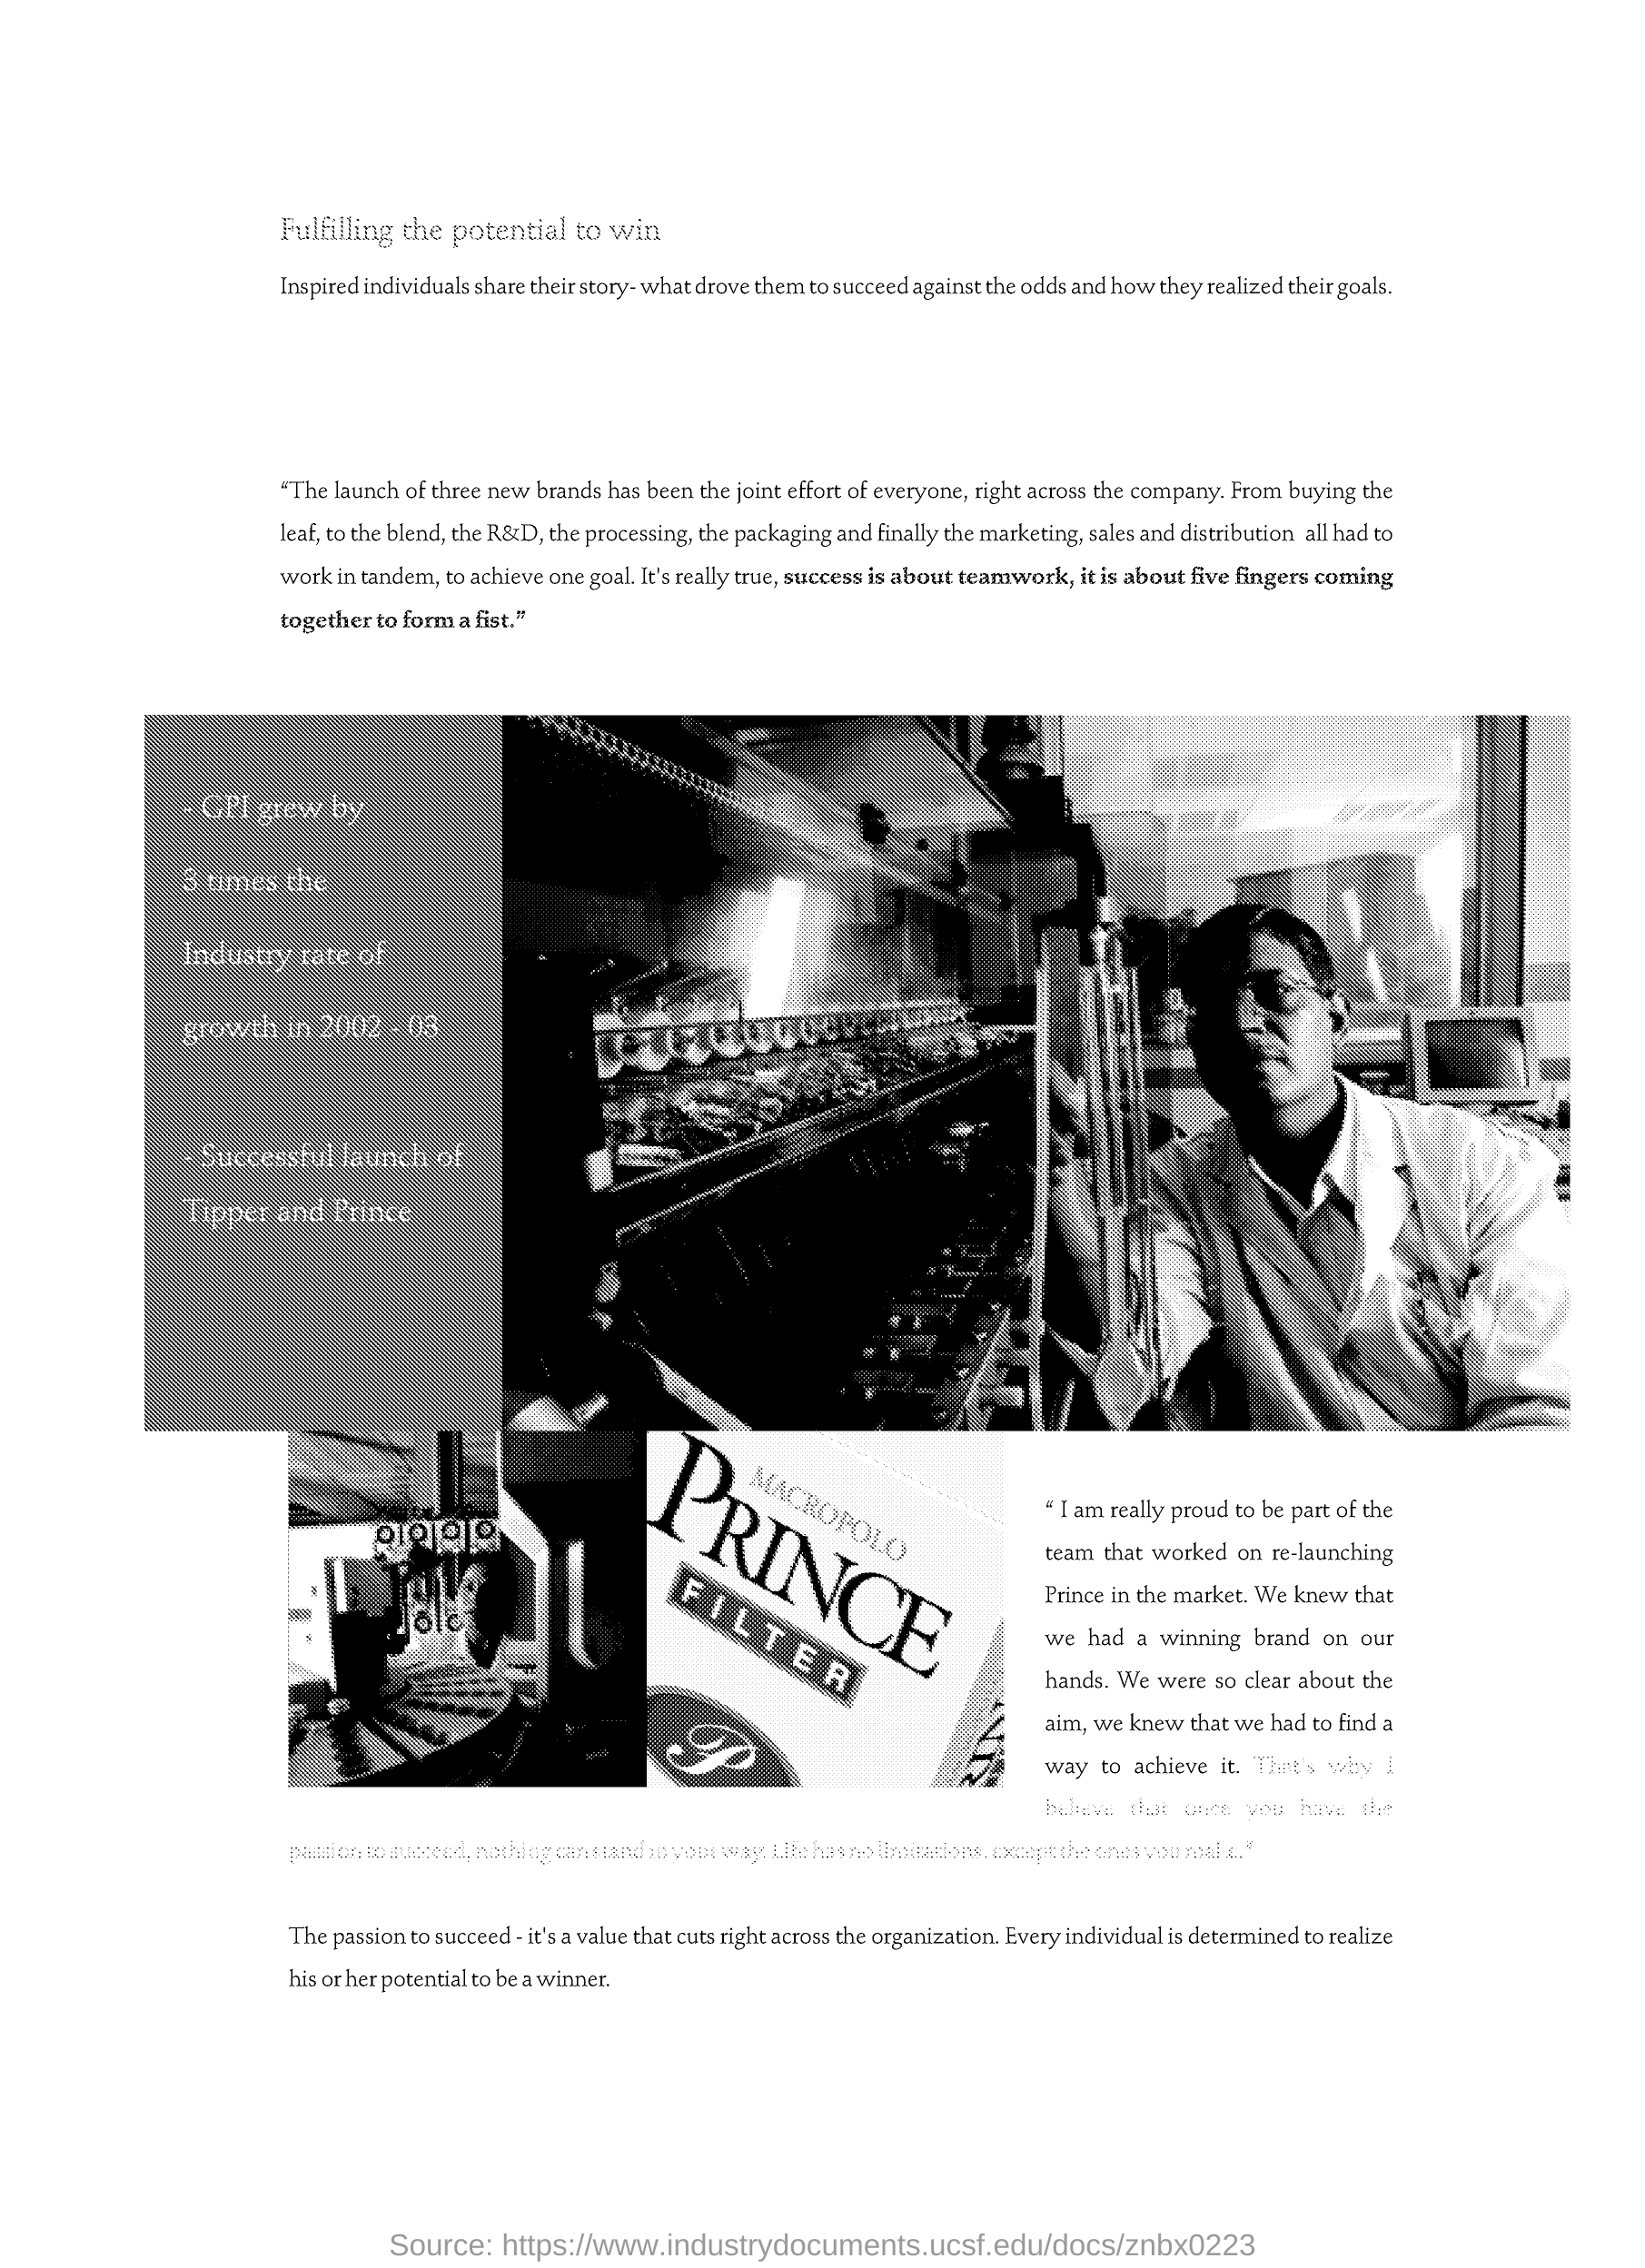 Fulfilling the potential to win
Inspired individuals share their story- what drove them to succeed against the odds and how they realized their goals.
“The launch of three new brands has been the joint effort of everyone, right across the company. From buying the
leaf, to the blend, the R&D, the processing, the packaging and finally the marketing, sales and distribution all had to
work in tandem, to achieve one goal. It's really true, success is about teamwork, it is about five fingers coming
together to form a fist.”
- GPI grew by
3 times the
Industry rate of
growth in 2002 - 03
- Successful launch of
Tipper and Prince
MACROPOLO
PRINCE
FILTER
P
“ I am really proud to be part of the
team that worked on re-launching
Prince in the market. We knew that
we had a winning brand on our
hands. We were so clear about the
aim, we knew that we had to find a
way to achieve it. That's why I
believe that once you have the
passion to succeed, nothing can stand in your way. Life has no limitations, except the ones you make.”
The passion to succeed - it's a value that cuts right across the organization. Every individual is determined to realize
his or her potential to be a winner.
Source: https://www.industrydocuments.ucsf.edu/docs/znbx0223